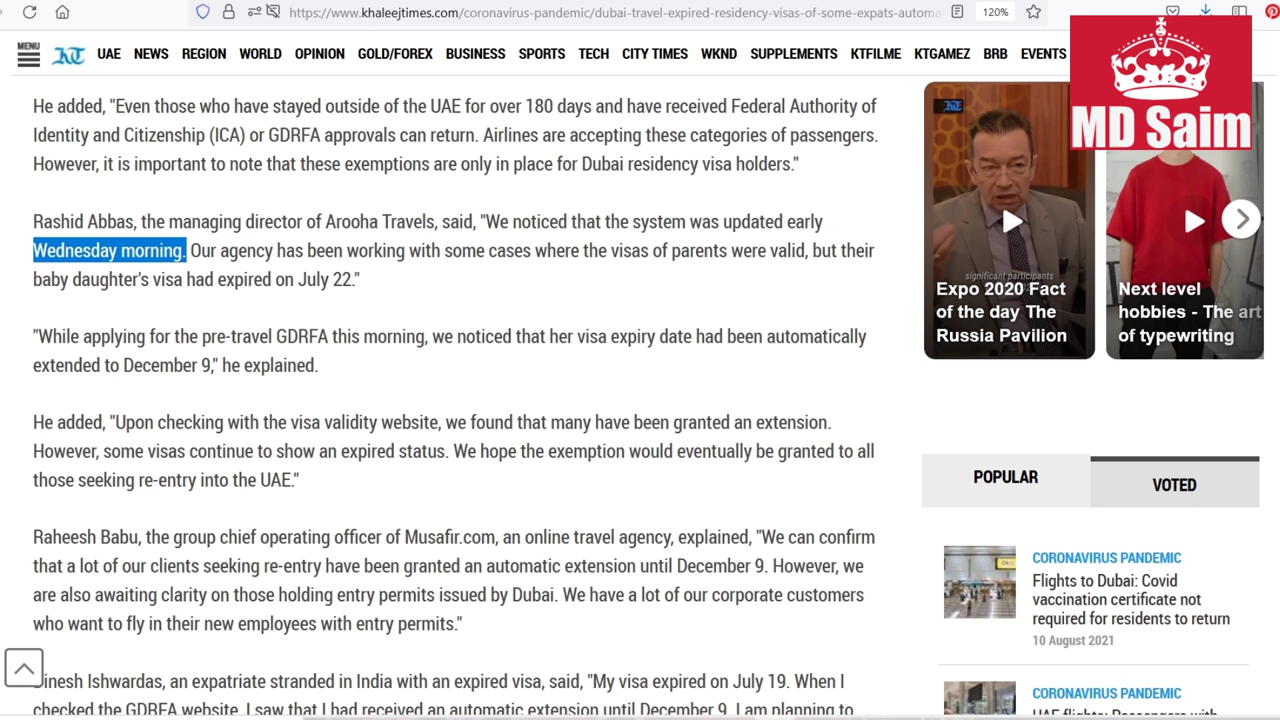 https://www.khaleejtimes.com/coronavirus-pandemic/dubai-travel-expired-residency-visas-of-some-expats-automa
120%
MENU
KT
UAE NEWS REGION WORLD OPINION GOLD/FOREX BUSINESS SPORTS TECH CITY TIMES WKND SUPPLEMENTS KTFILME KTGAMEZ BRB EVENTS
MD Saim
He added, "Even those who have stayed outside of the UAE for over 180 days and have received Federal Authority of
Identity and Citizenship (ICA) or GDRFA approvals can return. Airlines are accepting these categories of passengers.
However, it is important to note that these exemptions are only in place for Dubai residency visa holders."
Rashid Abbas, the managing director of Arooha Travels, said, "We noticed that the system was updated early
Wednesday morning. Our agency has been working with some cases where the visas of parents were valid, but their
baby daughter's visa had expired on July 22."
"While applying for the pre-travel GDRFA this morning, we noticed that her visa expiry date had been automatically
extended to December 9," he explained.
He added, "Upon checking with the visa validity website, we found that many have been granted an extension.
However, some visas continue to show an expired status. We hope the exemption would eventually be granted to all
those seeking re-entry into the UAE."
Raheesh Babu, the group chief operating officer of Musafir.com, an online travel agency, explained, "We can confirm
that a lot of our clients seeking re-entry have been granted an automatic extension until December 9. However, we
are also awaiting clarity on those holding entry permits issued by Dubai. We have a lot of our corporate customers
who want to fly in their new employees with entry permits."
Dinesh Ishwardas, an expatriate stranded in India with an expired visa, said, "My visa expired on July 19. When I
checked the GDRFA website, I saw that I had received an automatic extension until December 9. I am planning to
KT
significant participants
Expo 2020 Fact
of the day The
Russia Pavilion
Next level
hobbies - The art
of typewriting
POPULAR
VOTED
CORONAVIRUS PANDEMIC
Flights to Dubai: Covid
vaccination certificate not
required for residents to return
10 August 2021
CORONAVIRUS PANDEMIC
UAE flights: Passengers with